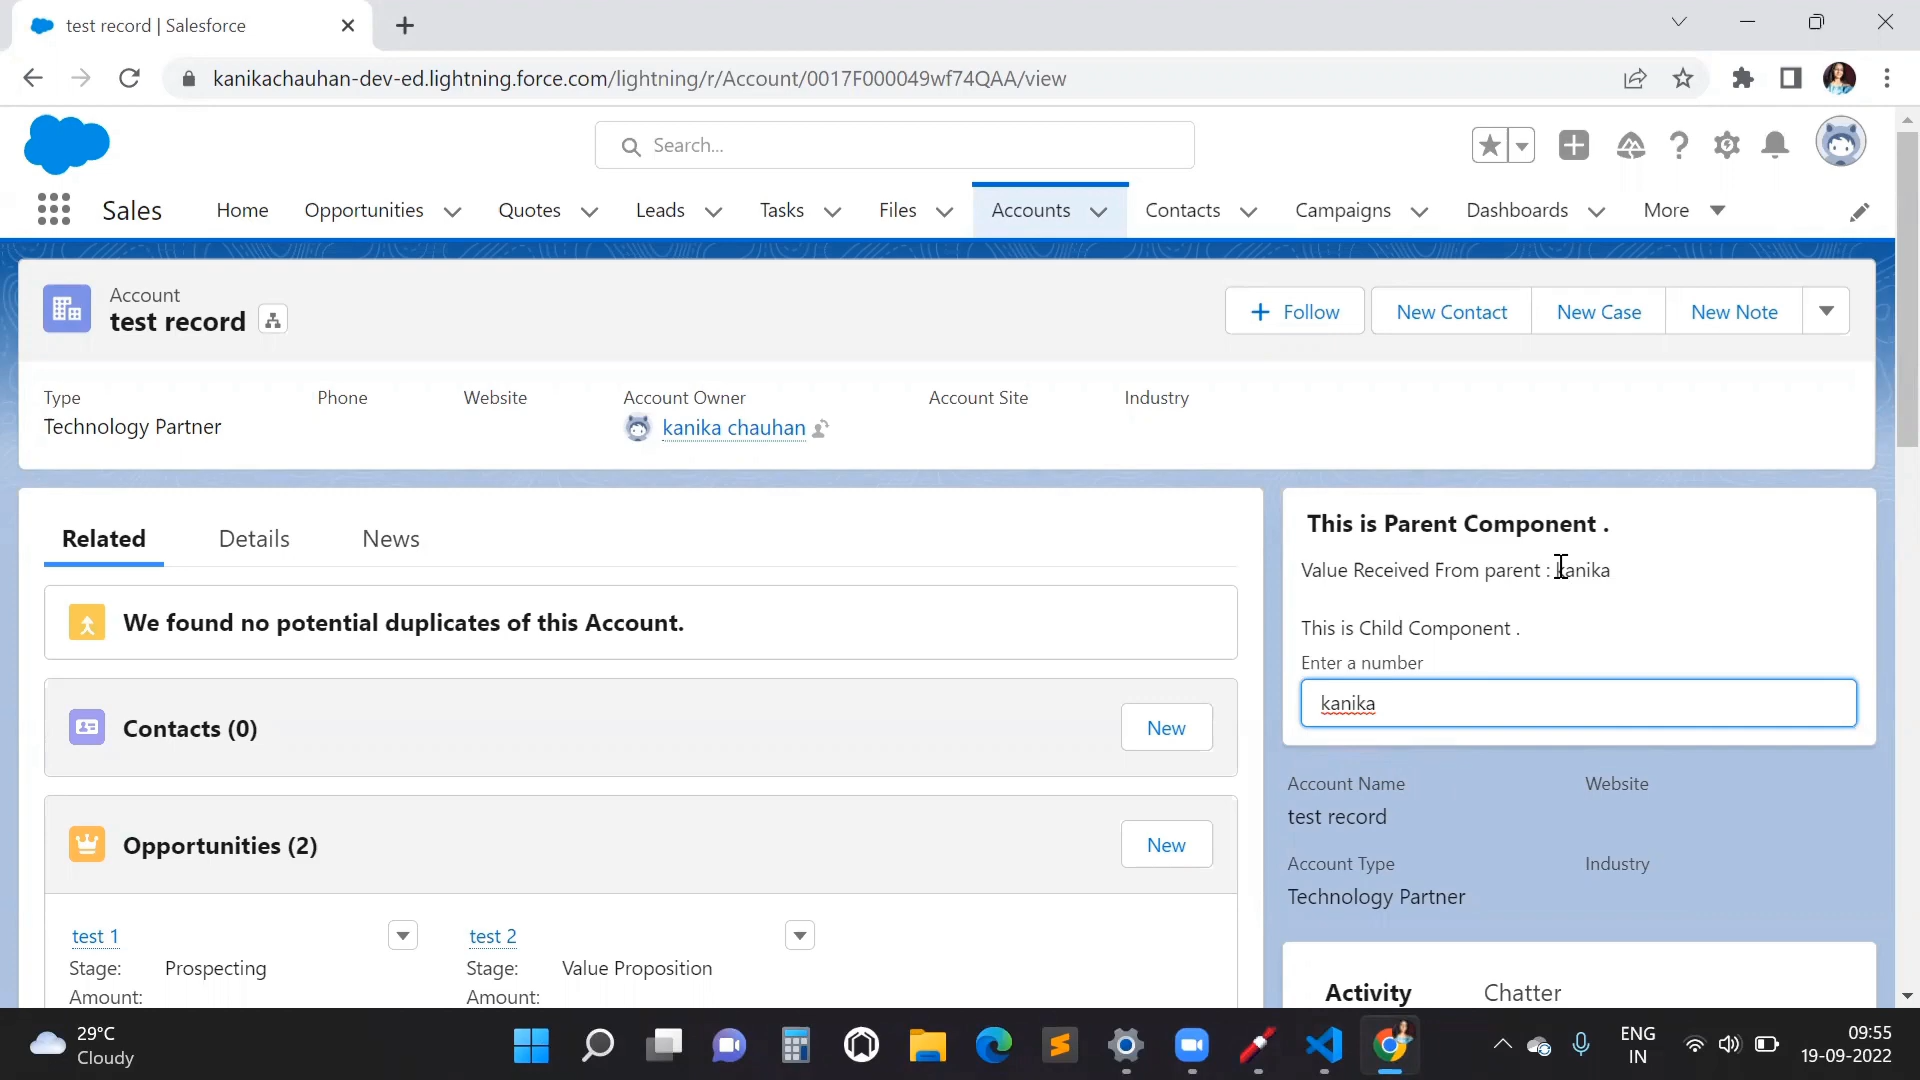 test record | Salesforce
kanikachauhan-dev-ed.lightning.force.com/lightning/r/Account/0017F000049wf74QAA/view
Search...
Sales Home Opportunities Quotes Leads Tasks Files Accounts Contacts Campaigns Dashboards More
Account
test record
Follow New Contact New Case New Note
Type Phone Website Account Owner Account Site Industry
Technology Partner kanika chauhan
Related Details News
We found no potential duplicates of this Account.
Contacts (0) New
Opportunities (2) New
test 1 test 2
Stage: Prospecting Stage: Value Proposition
Amount: Amount:
This is Parent Component .
Value Received From parent : kanika
This is Child Component .
Enter a number
kanika
Account Name Website
test record
Account Type Industry
Technology Partner
Activity Chatter
29°C
Cloudy
ENG
IN
09:55
19-09-2022